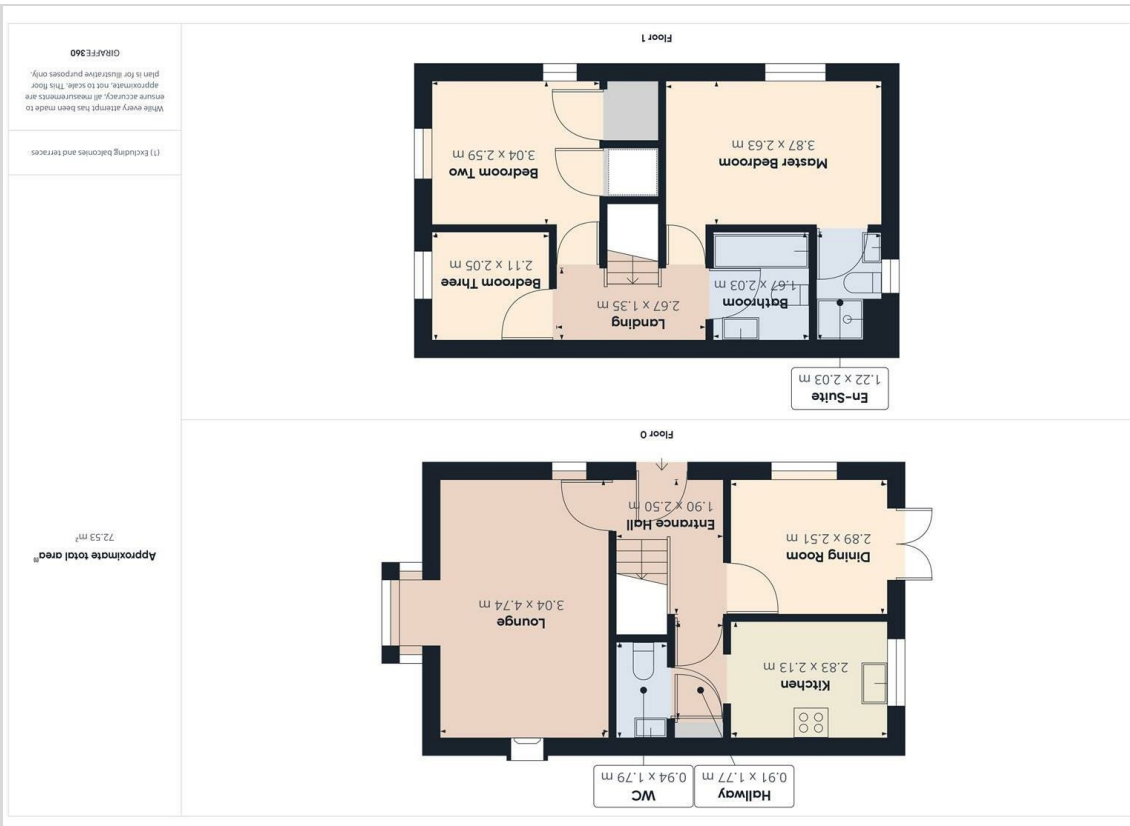 Hallway
0.91 x 1.77 m
WC
0.94 x 1.79 m
Kitchen
2.83 x 2.13 m
Lounge
3.04 x 4.74 m
Dining Room
2.89 x 2.51 m
Entrance Hall
1.90 x 2.50 m
Floor 0
En-Suite
1.22 x 2.03 m
Bathroom
1.67 x 2.03 m
Landing
2.67 x 1.35 m
Bedroom Three
2.11 x 2.05 m
Master Bedroom
3.87 x 2.63 m
Bedroom Two
3.04 x 2.59 m
Floor 1
Approximate total area⁽¹⁾
72.53 m²
(1) Excluding balconies and terraces
While every attempt has been made to
ensure accuracy, all measurements are
approximate, not to scale. This floor
plan is for illustrative purposes only.
GIRAFFE360